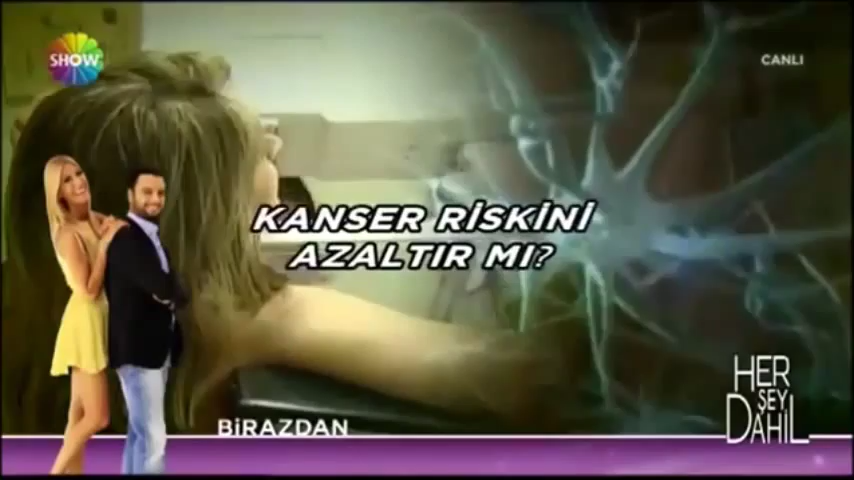 SHOW
CANLI
KANSER RİSKİNİ
AZALTIR MI?
HER
ŞEY
DAHİL
BİRAZDAN